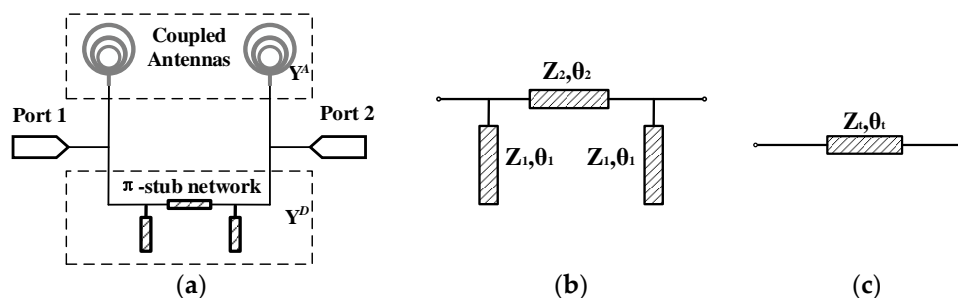 Coupled
Antennas
Y^A
Port 1
Port 2
π-stub network
Y^D
Z₂,θ₂
Z₁,θ₁ Z₁,θ₁
Zₜ,θₜ
(a) (b) (c)